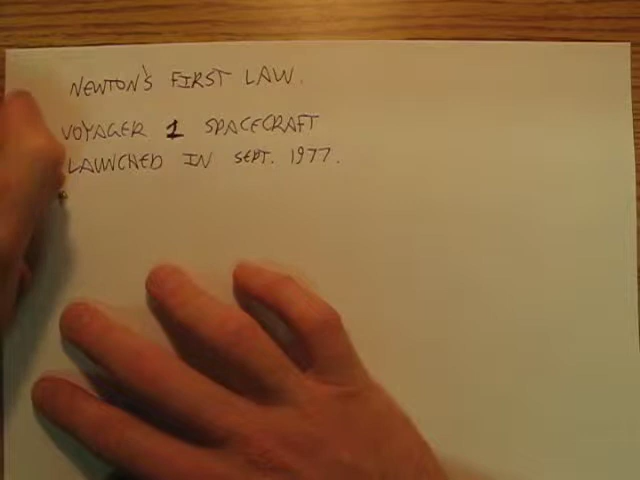 NEWTON'S FIRST LAW.
VOYAGER 1 SPACECRAFT
LAUNCHED IN SEPT. 1977.